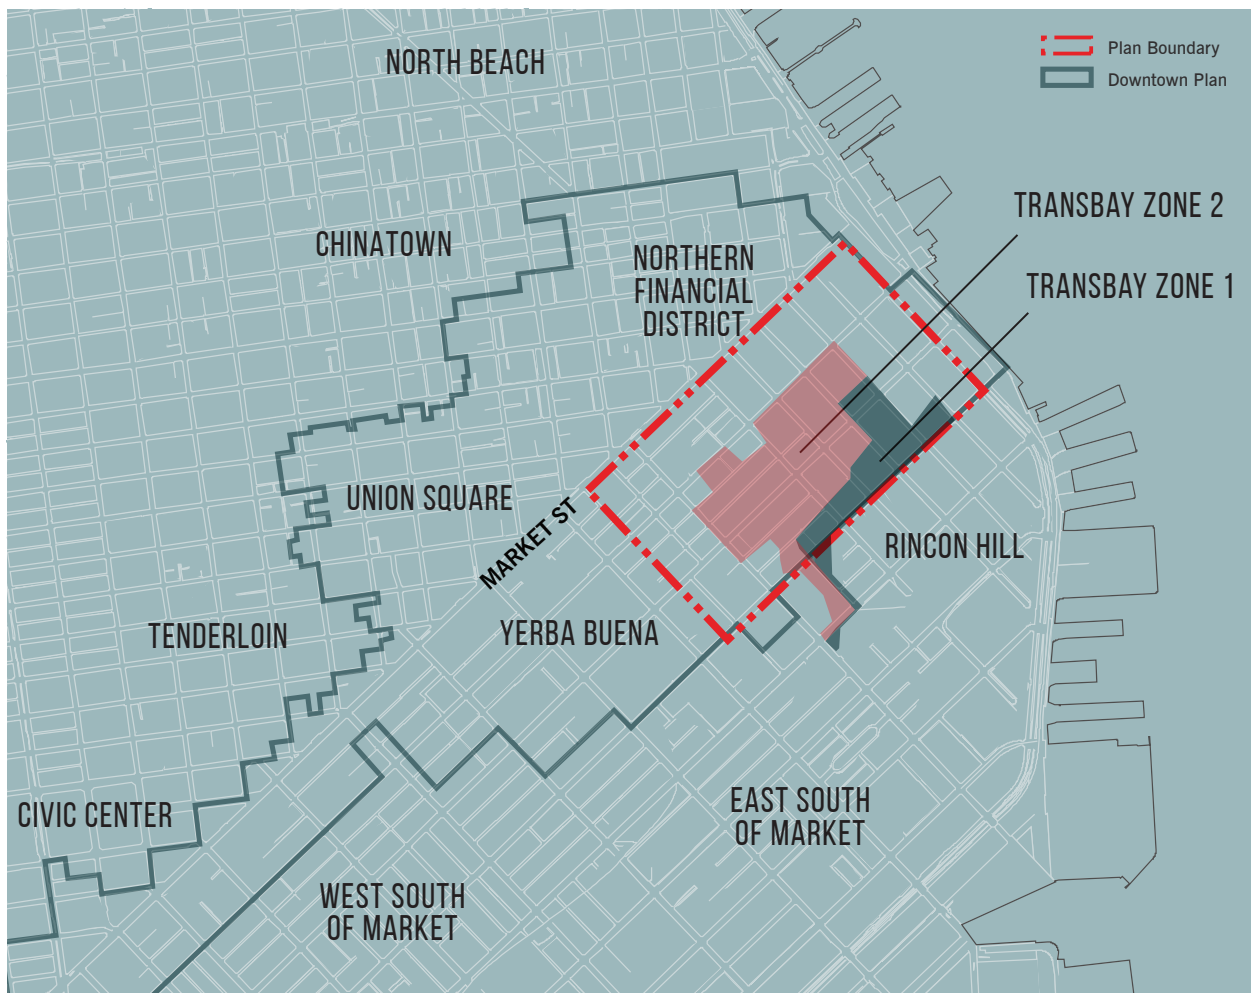 NORTH BEACH
Plan Boundary
Downtown Plan
TRANSBAY ZONE 2
CHINATOWN
NORTHERN
FINANCIAL
DISTRICT
TRANSBAY ZONE 1
UNION SQUARE
MARKET ST
RINCON HILL
TENDERLOIN
YERBA BUENA
CIVIC CENTER
EAST SOUTH
OF MARKET
WEST SOUTH
OF MARKET